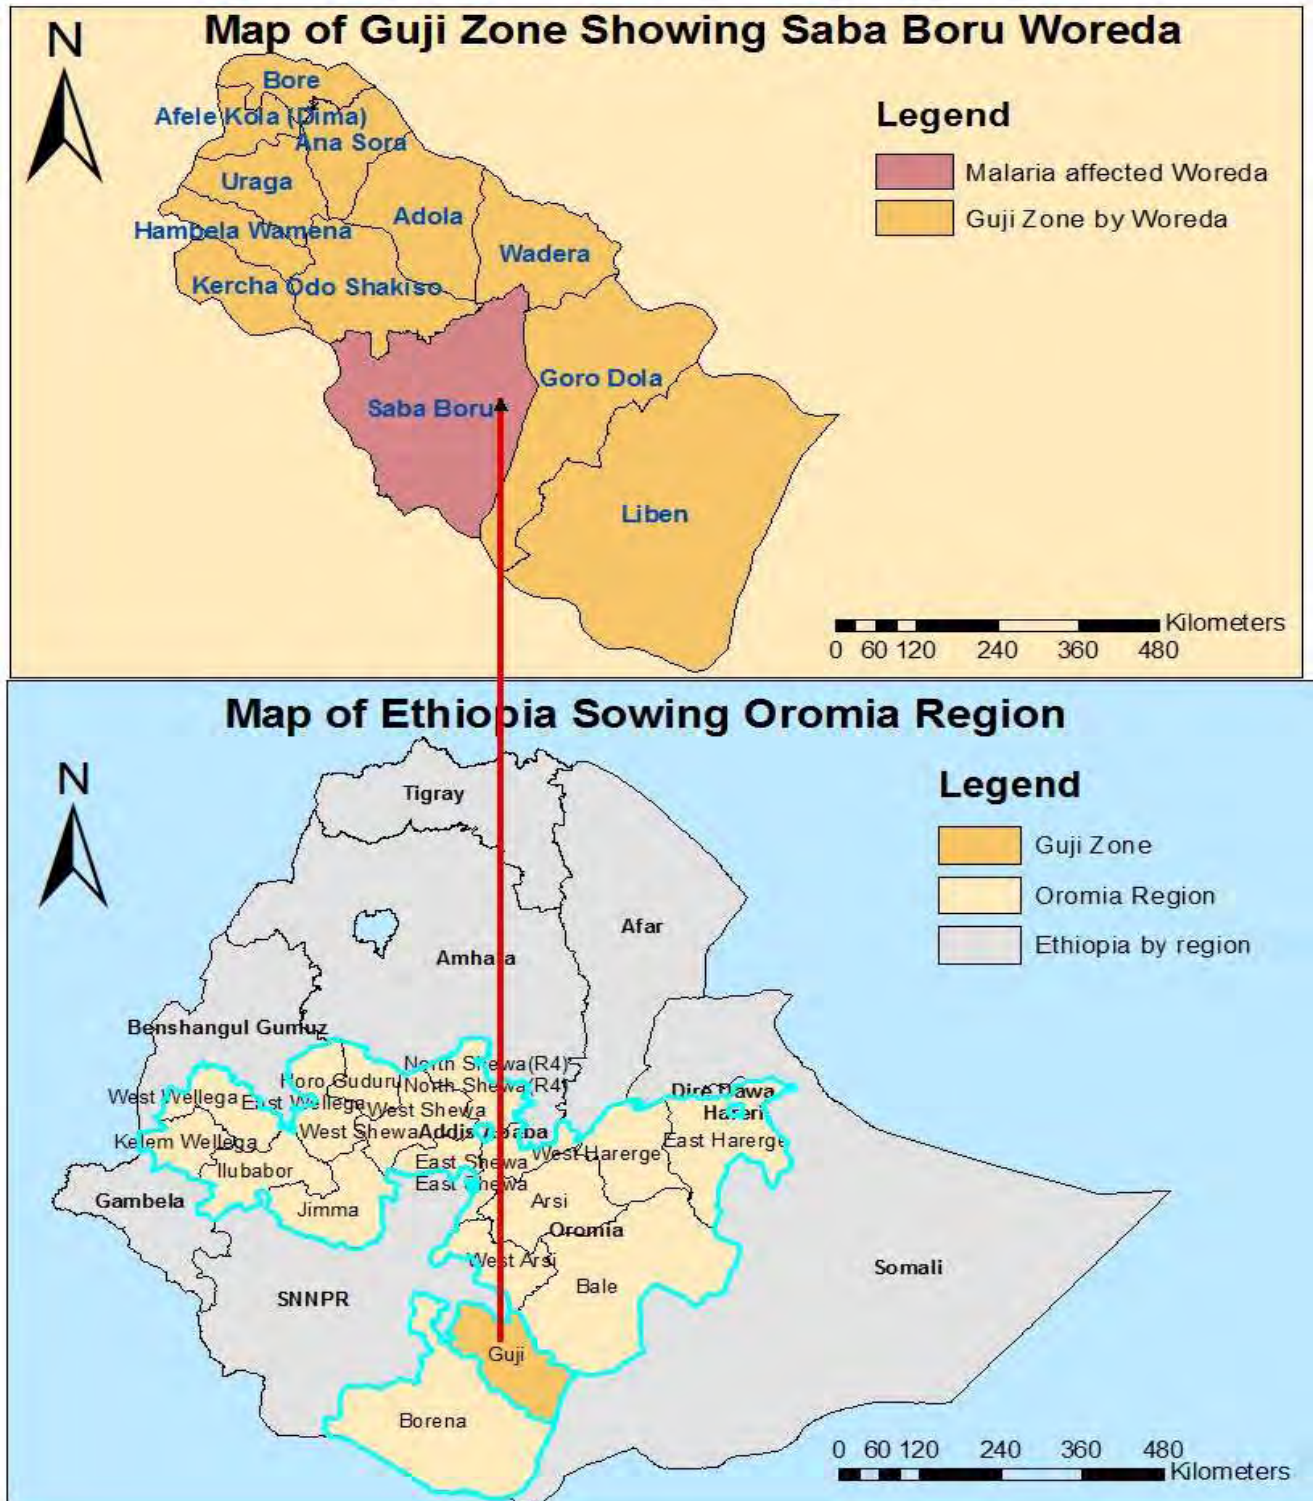 Map of Guji Zone Showing Saba Boru Woreda
N
Bore
Afele Kola (Dima)
Ana Sora
Uraga
Adola
Hambela Wamena
Wadera
Kercha
Odo Shakiso
Goro Dola
Saba Boru
Liben
Legend
Malaria affected Woreda
Guji Zone by Woreda
Kilometers
0 60 120 240 360 480
Map of Ethiopia Sowing Oromia Region
N
Legend
Guji Zone
Oromia Region
Ethiopia by region
Tigray
Afar
Amhara
Benshangul Gumuz
North Shewa(R4)
Horo Guduru
North Shewa(R4)
West Wellega
East Wellega
West Shewa
Dire Dawa
Hareri
West Shewa
Addis Ababa
Kelem Wellega
East Harerge
West Harerge
East Shewa
Ilubabor
East Shewa
Gambela
Jimma
Arsi
Oromia
West Arsi
Somali
Bale
SNNPR
Guji
Borena
0 60 120 240 360 480
Kilometers